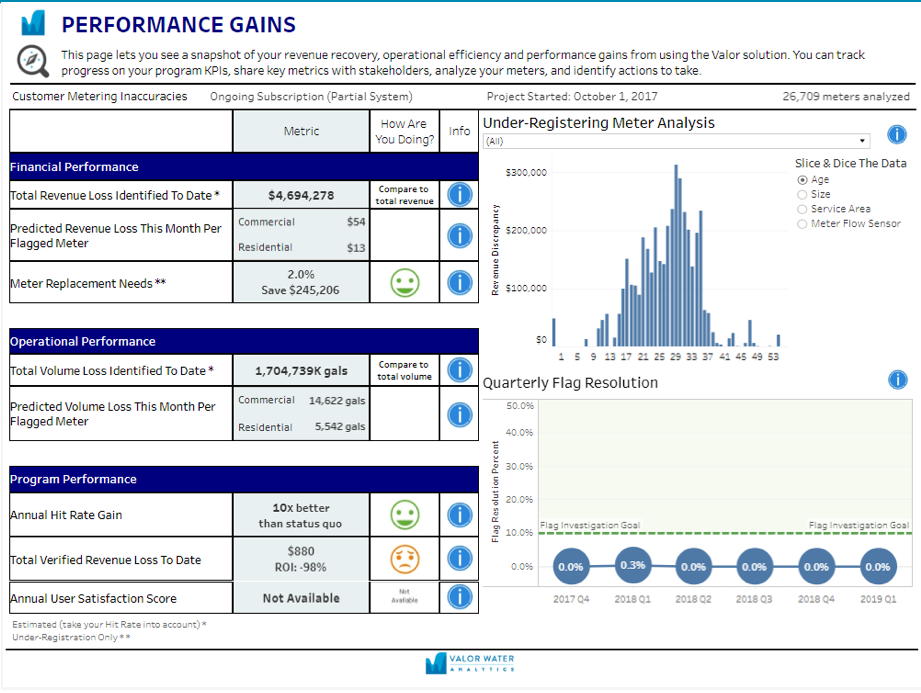 PERFORMANCE GAINS
This page lets you see a snapshot of your revenue recovery, operational efficiency and performance gains from using the Valor solution. You can track
progress on your program KPIs, share key metrics with stakeholders, analyze your meters, and identify actions to take.
Customer Metering Inaccuracies Ongoing Subscription (Partial System) Project Started: October 1, 2017 26,709 meters analyzed
Metric
How Are
You Doing?
Info
Financial Performance
Total Revenue Loss Identified To Date *
$4,694,278
Compare to
total revenue
Predicted Revenue Loss This Month Per
Flagged Meter
Commercial $54
Residential $13
Meter Replacement Needs **
2.0%
Save $245,206
Operational Performance
Total Volume Loss Identified To Date *
1,704,739K gals
Compare to
total volume
Predicted Volume Loss This Month Per
Flagged Meter
Commercial 14,622 gals
Residential 5,542 gals
Program Performance
Annual Hit Rate Gain
10x better
than status quo
Total Verified Revenue Loss To Date
$880
ROI: -98%
Annual User Satisfaction Score
Not Available
Not
Available
Estimated (take your Hit Rate into account) *
Under-Registration Only **
Under-Registering Meter Analysis
(All)
Slice & Dice The Data
Age
Size
Service Area
Meter Flow Sensor
Revenue Discrepancy
$300,000
$200,000
$100,000
$0
1 5 9 13 17 21 25 29 33 37 41 45 49 53
Quarterly Flag Resolution
Flag Resolution Percent
50.0%
40.0%
30.0%
20.0%
10.0%
0.0%
Flag Investigation Goal Flag Investigation Goal
0.0% 0.3% 0.0% 0.0% 0.0% 0.0%
2017 Q4 2018 Q1 2018 Q2 2018 Q3 2018 Q4 2019 Q1
VALOR WATER
ANALYTICS